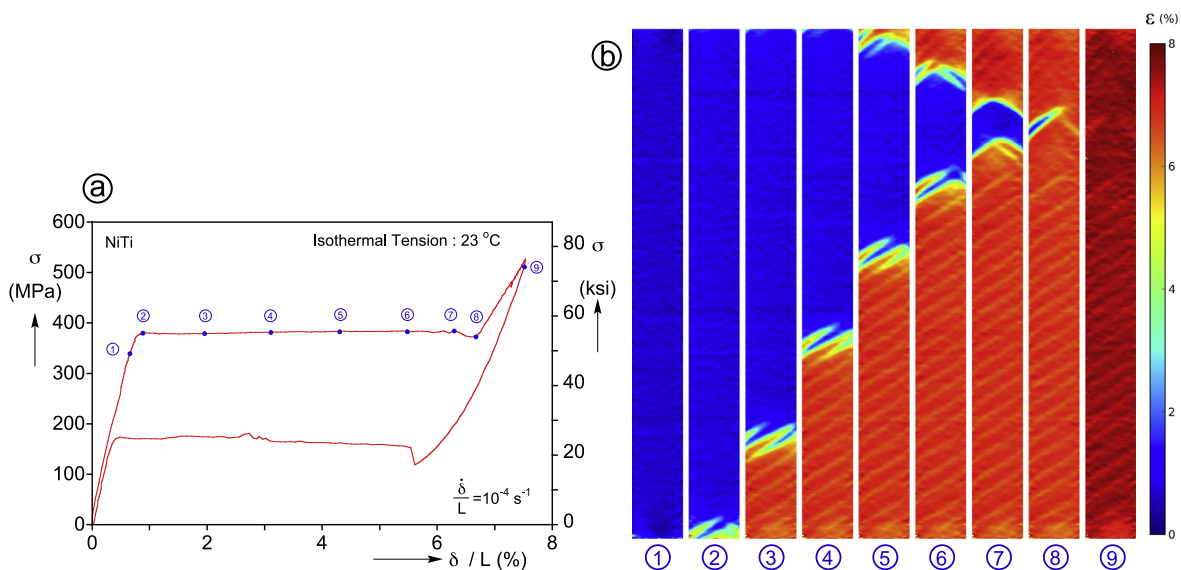 ⓐ
600
500
400
300
200
100
0
σ
(MPa)
NiTi
Isothermal Tension : 23 °C
① ② ③ ④ ⑤ ⑥ ⑦ ⑧ ⑨
δ̇/L =10⁻⁴ s⁻¹
80
60
40
20
0
σ
(ksi)
0 2 4 6 8
δ / L (%)
ⓑ
① ② ③ ④ ⑤ ⑥ ⑦ ⑧ ⑨
ε (%)
8
6
4
2
0